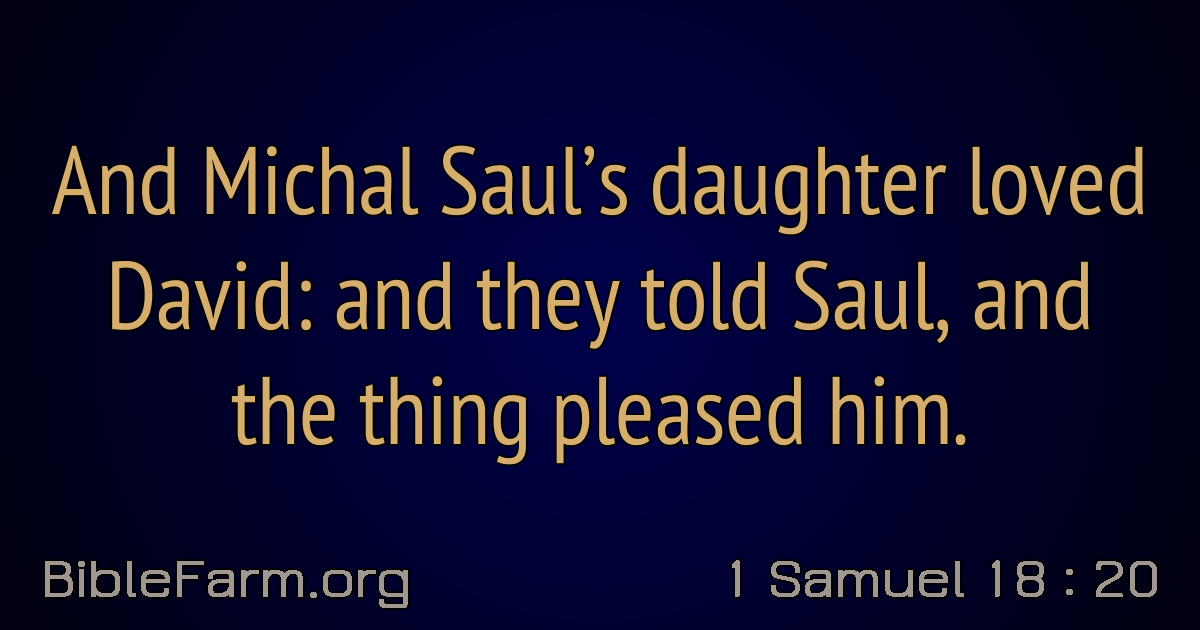 And Michal Saul’s daughter loved
David: and they told Saul, and
the thing pleased him.
BibleFarm.org
1 Samuel 18 : 20